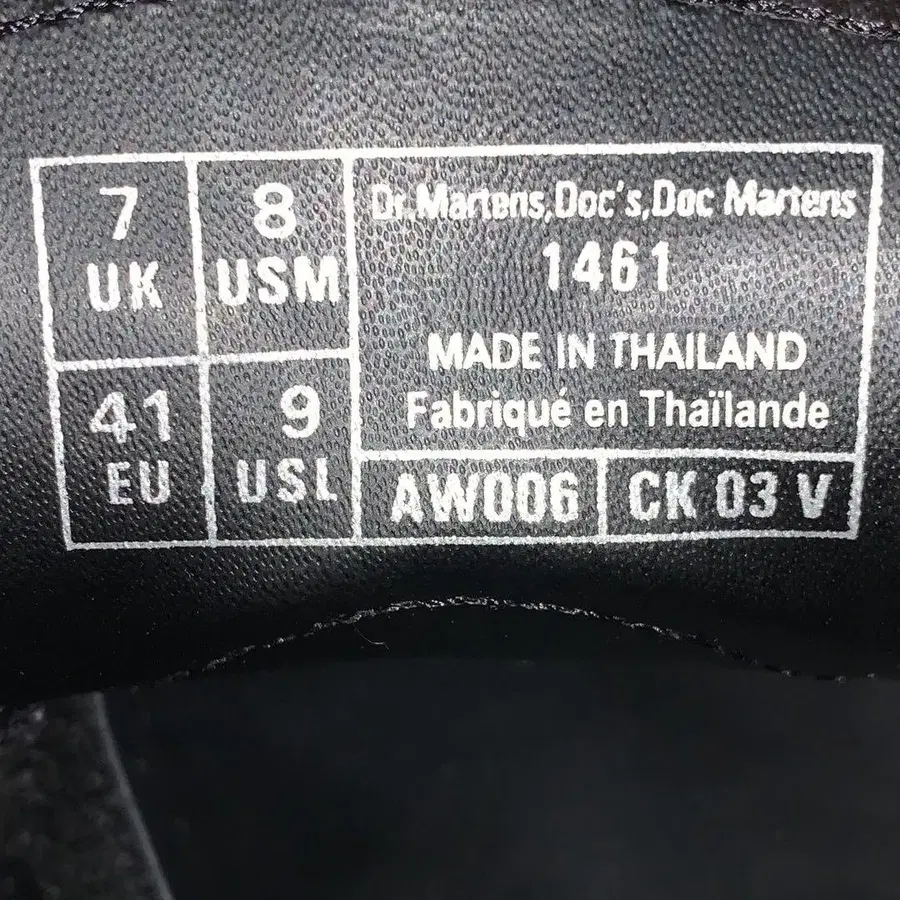 7
UK
8
USM
41
EU
9
USL
Dr.Martens,Doc's,Doc Martens
1461
MADE IN THAILAND
Fabriqué en Thaïlande
AW006
CK 03 V